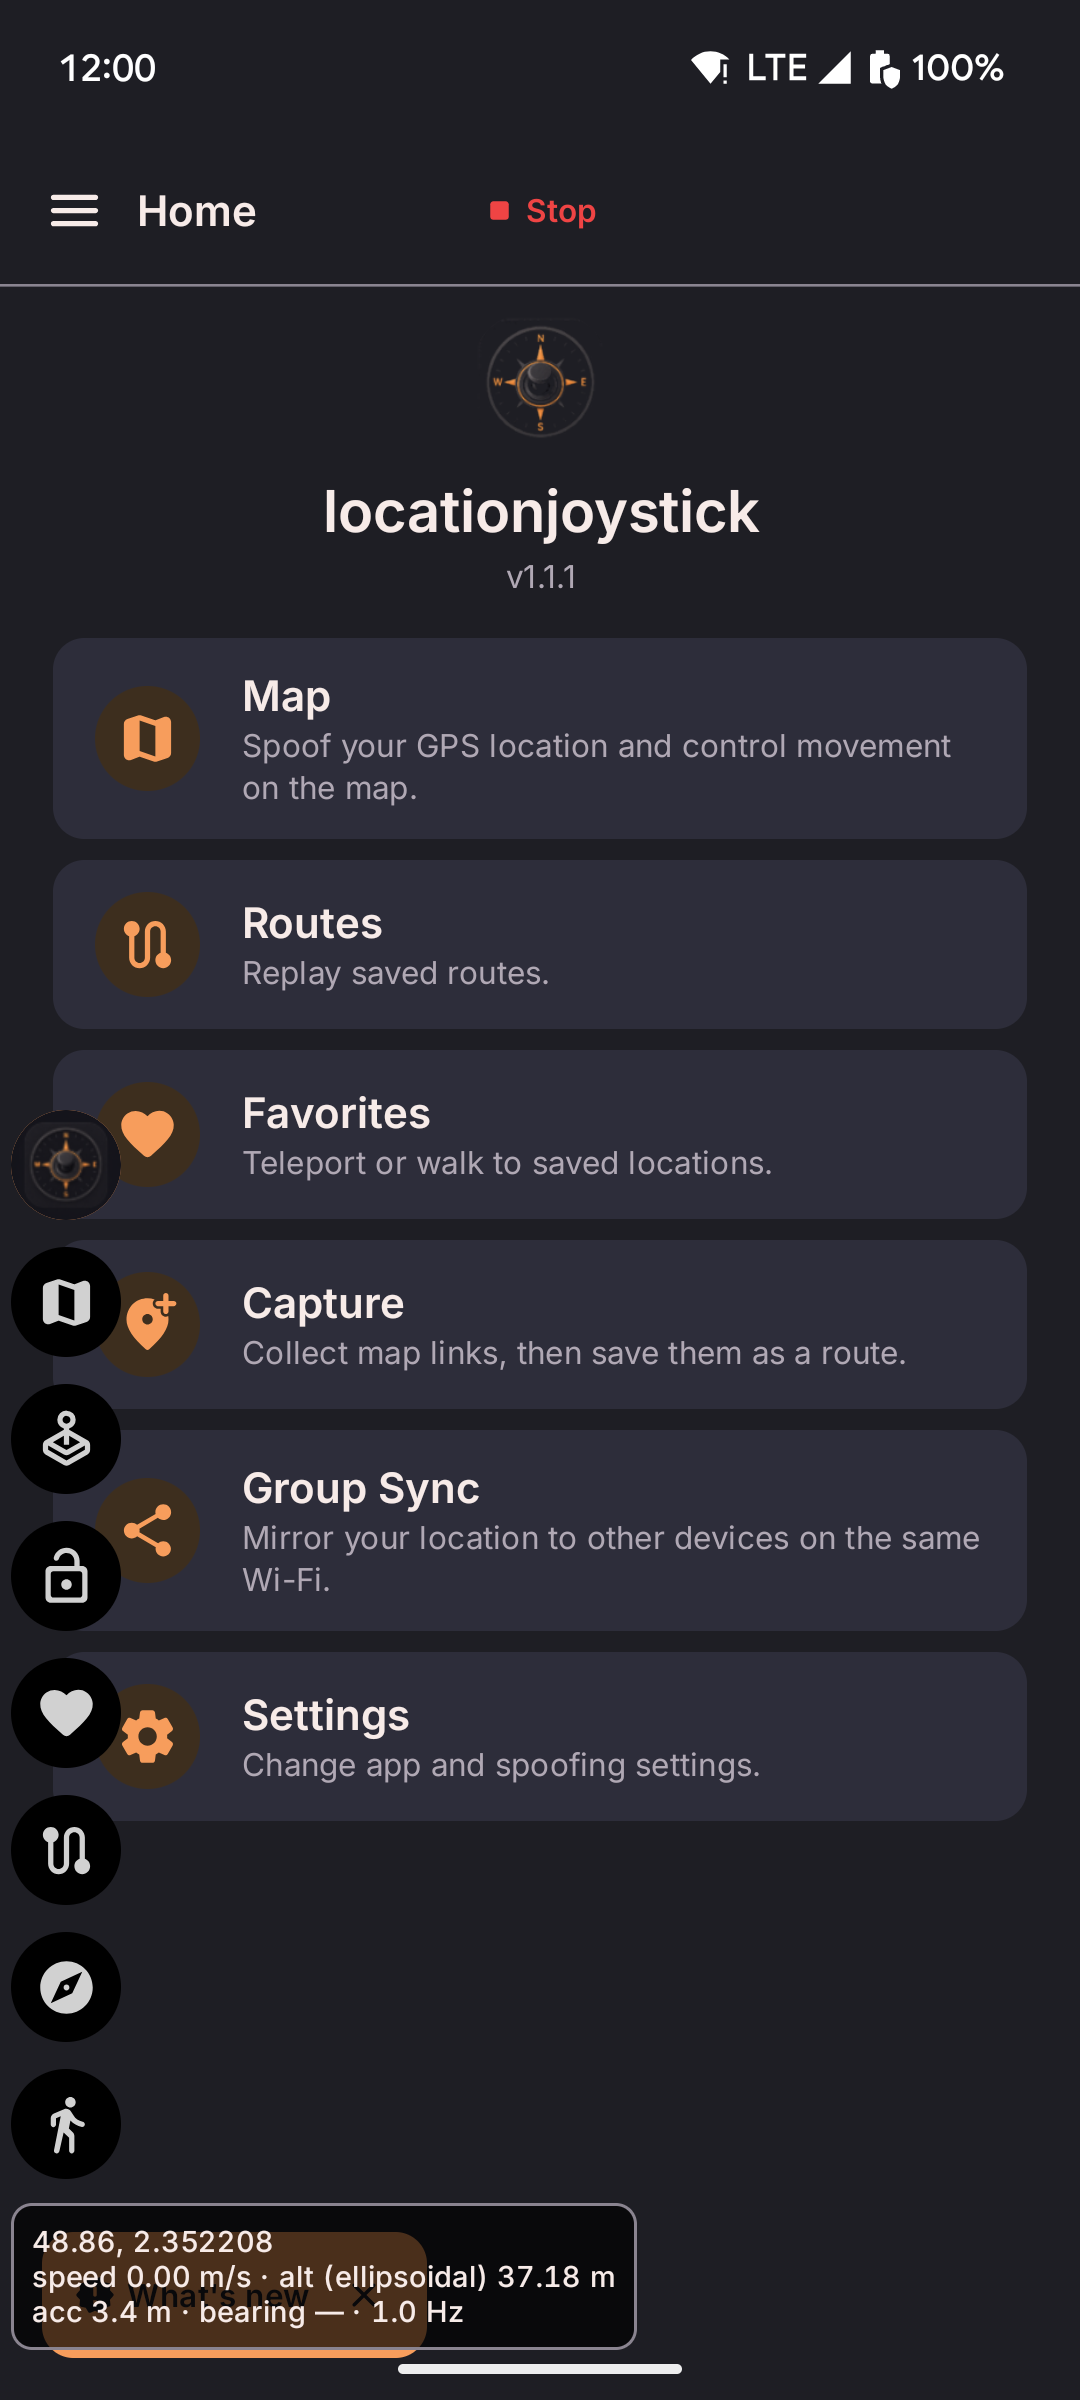 12:00
LTE
100%
Home
Stop
N
W E
S
locationjoystick
v1.1.1
Map
Spoof your GPS location and control movement
on the map.
Routes
Replay saved routes.
Favorites
Teleport or walk to saved locations.
Capture
Collect map links, then save them as a route.
Group Sync
Mirror your location to other devices on the same
Wi-Fi.
Settings
Change app and spoofing settings.
48.86, 2.352208
speed 0.00 m/s · alt (ellipsoidal) 37.18 m
What's new
acc 3.4 m · bearing — · 1.0 Hz